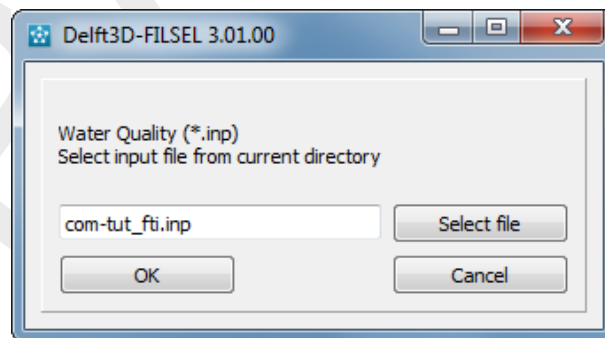 Delft3D-FILSEL 3.01.00
Water Quality (*.inp)
Select input file from current directory
com-tut_fti.inp
Select file
OK
Cancel